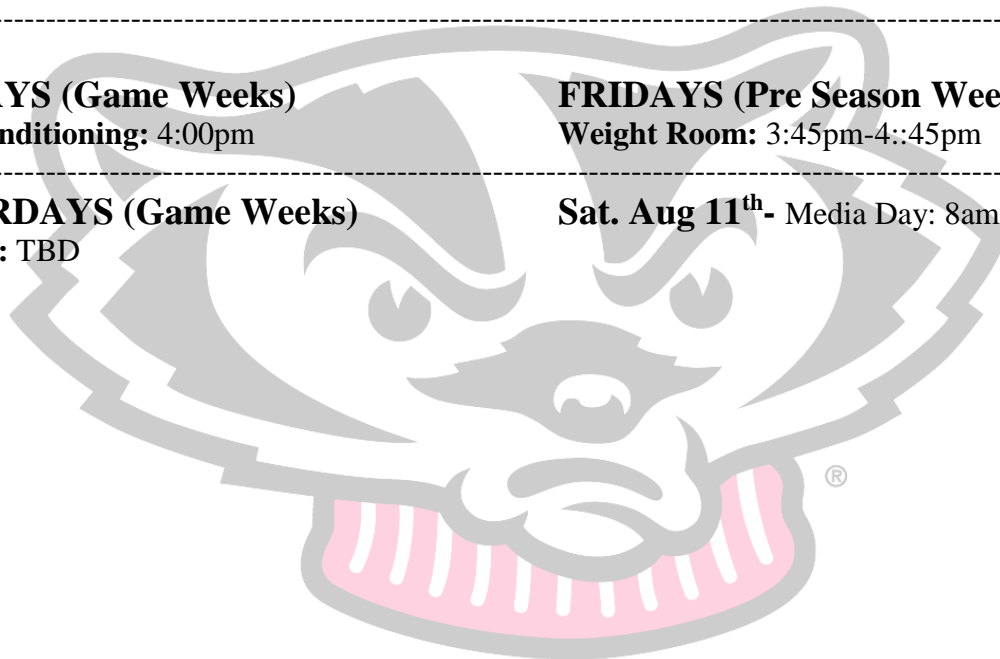 AYS (Game Weeks)
nditioning: 4:00pm
FRIDAYS (Pre Season Wee
Weight Room: 3:45pm-4::45pm
RDAYS (Game Weeks)
: TBD
Sat. Aug 11th- Media Day: 8am
®